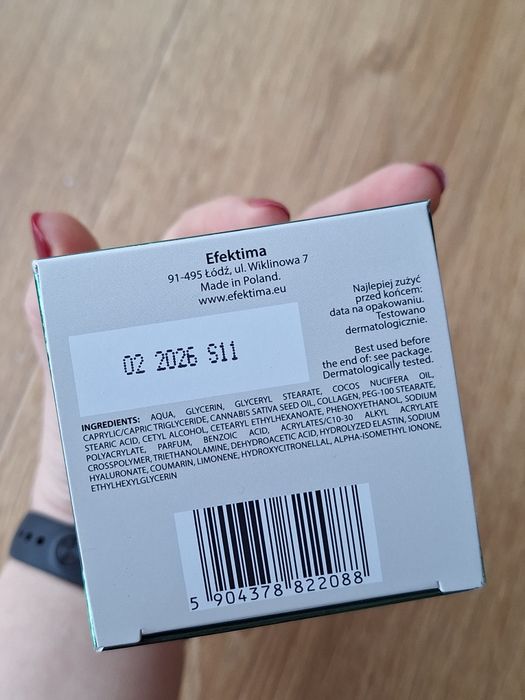 Efektima
91-495 Łódź, ul. Wiklinowa 7
Made in Poland.
www.efektima.eu
Najlepiej zużyć
przed końcem:
data na opakowaniu.
Testowano
dermatologicznie.
Best used before
the end of: see package.
Dermatologically tested.
02 2026 S11
INGREDIENTS: AQUA, GLYCERIN, GLYCERYL STEARATE, COCOS NUCIFERA OIL,
CAPRYLIC/CAPRIC TRIGLYCERIDE, CANNABIS SATIVA SEED OIL, COLLAGEN, PEG-100 STEARATE,
STEARIC ACID, CETYL ALCOHOL, CETEARYL ETHYLHEXANOATE, PHENOXYETHANOL, SODIUM
POLYACRYLATE, PARFUM, BENZOIC ACID, ACRYLATES/C10-30 ALKYL ACRYLATE
CROSSPOLYMER, TRIETHANOLAMINE, DEHYDROACETIC ACID, HYDROLYZED ELASTIN, SODIUM
HYALURONATE, COUMARIN, LIMONENE, HYDROXYCITRONELLAL, ALPHA-ISOMETHYL IONONE,
ETHYLHEXYLGLYCERIN
5 904378 822088